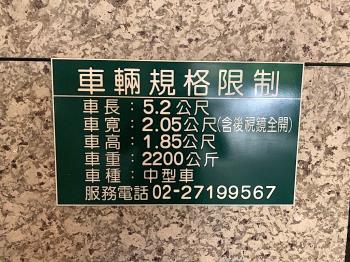 車輛規格限制
車長：5.2公尺
車寬：2.05公尺(含後視鏡全開)
車高：1.85公尺
車重：2200公斤
車種：中型車
服務電話 02-27199567